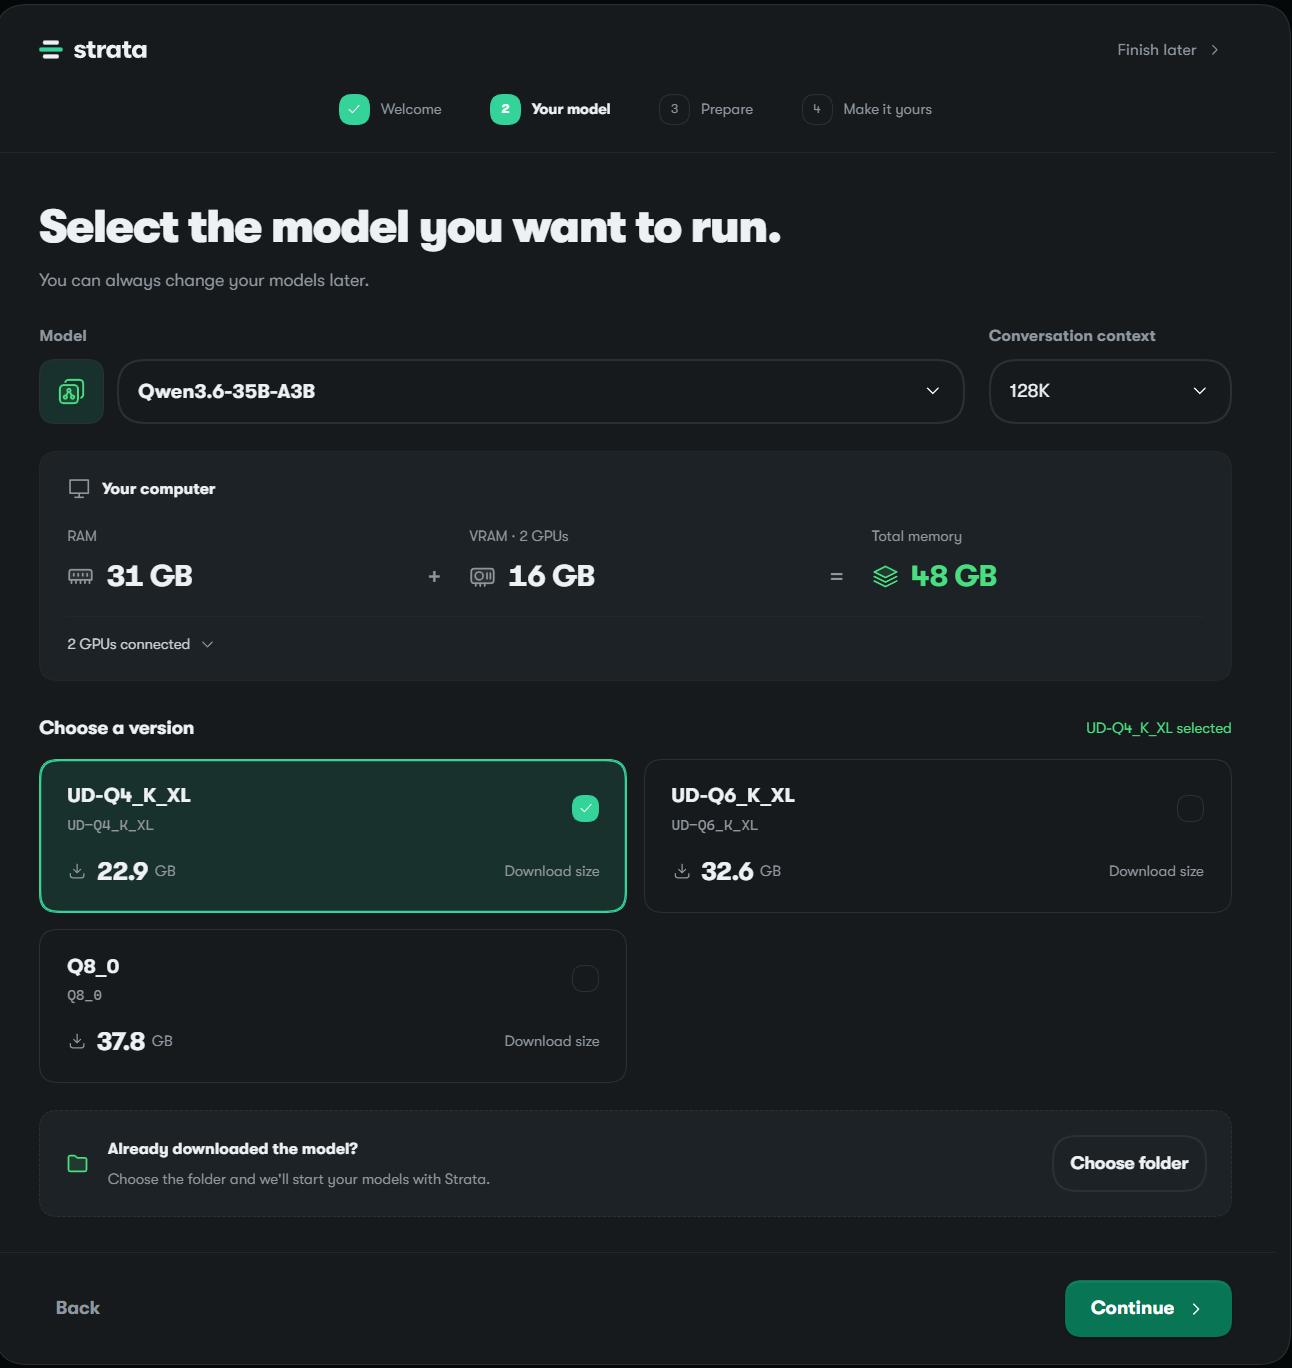 strata
Finish later
Welcome
2 Your model
3 Prepare
4 Make it yours
Select the model you want to run.
You can always change your models later.
Model
Conversation context
Qwen3.6-35B-A3B
128K
Your computer
RAM
VRAM · 2 GPUs
Total memory
31 GB + 16 GB = 48 GB
2 GPUs connected
Choose a version
UD-Q4_K_XL selected
UD-Q4_K_XL
UD-Q4_K_XL
22.9 GB
Download size
UD-Q6_K_XL
UD-Q6_K_XL
32.6 GB
Download size
Q8_0
Q8_0
37.8 GB
Download size
Already downloaded the model?
Choose the folder and we'll start your models with Strata.
Choose folder
Back
Continue